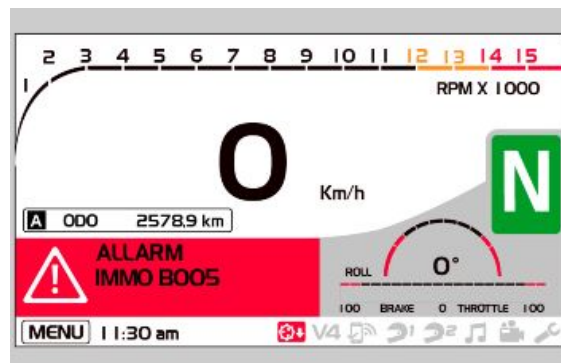 1 2 3 4 5 6 7 8 9 10 11 12 13 14 15
RPM X 1000
0 Km/h
N
A ODO 2578,9 km
ALLARM
IMMO B005
ROLL 0°
100 BRAKE 0 THROTTLE 100
MENU 11:30 am V4 1 2